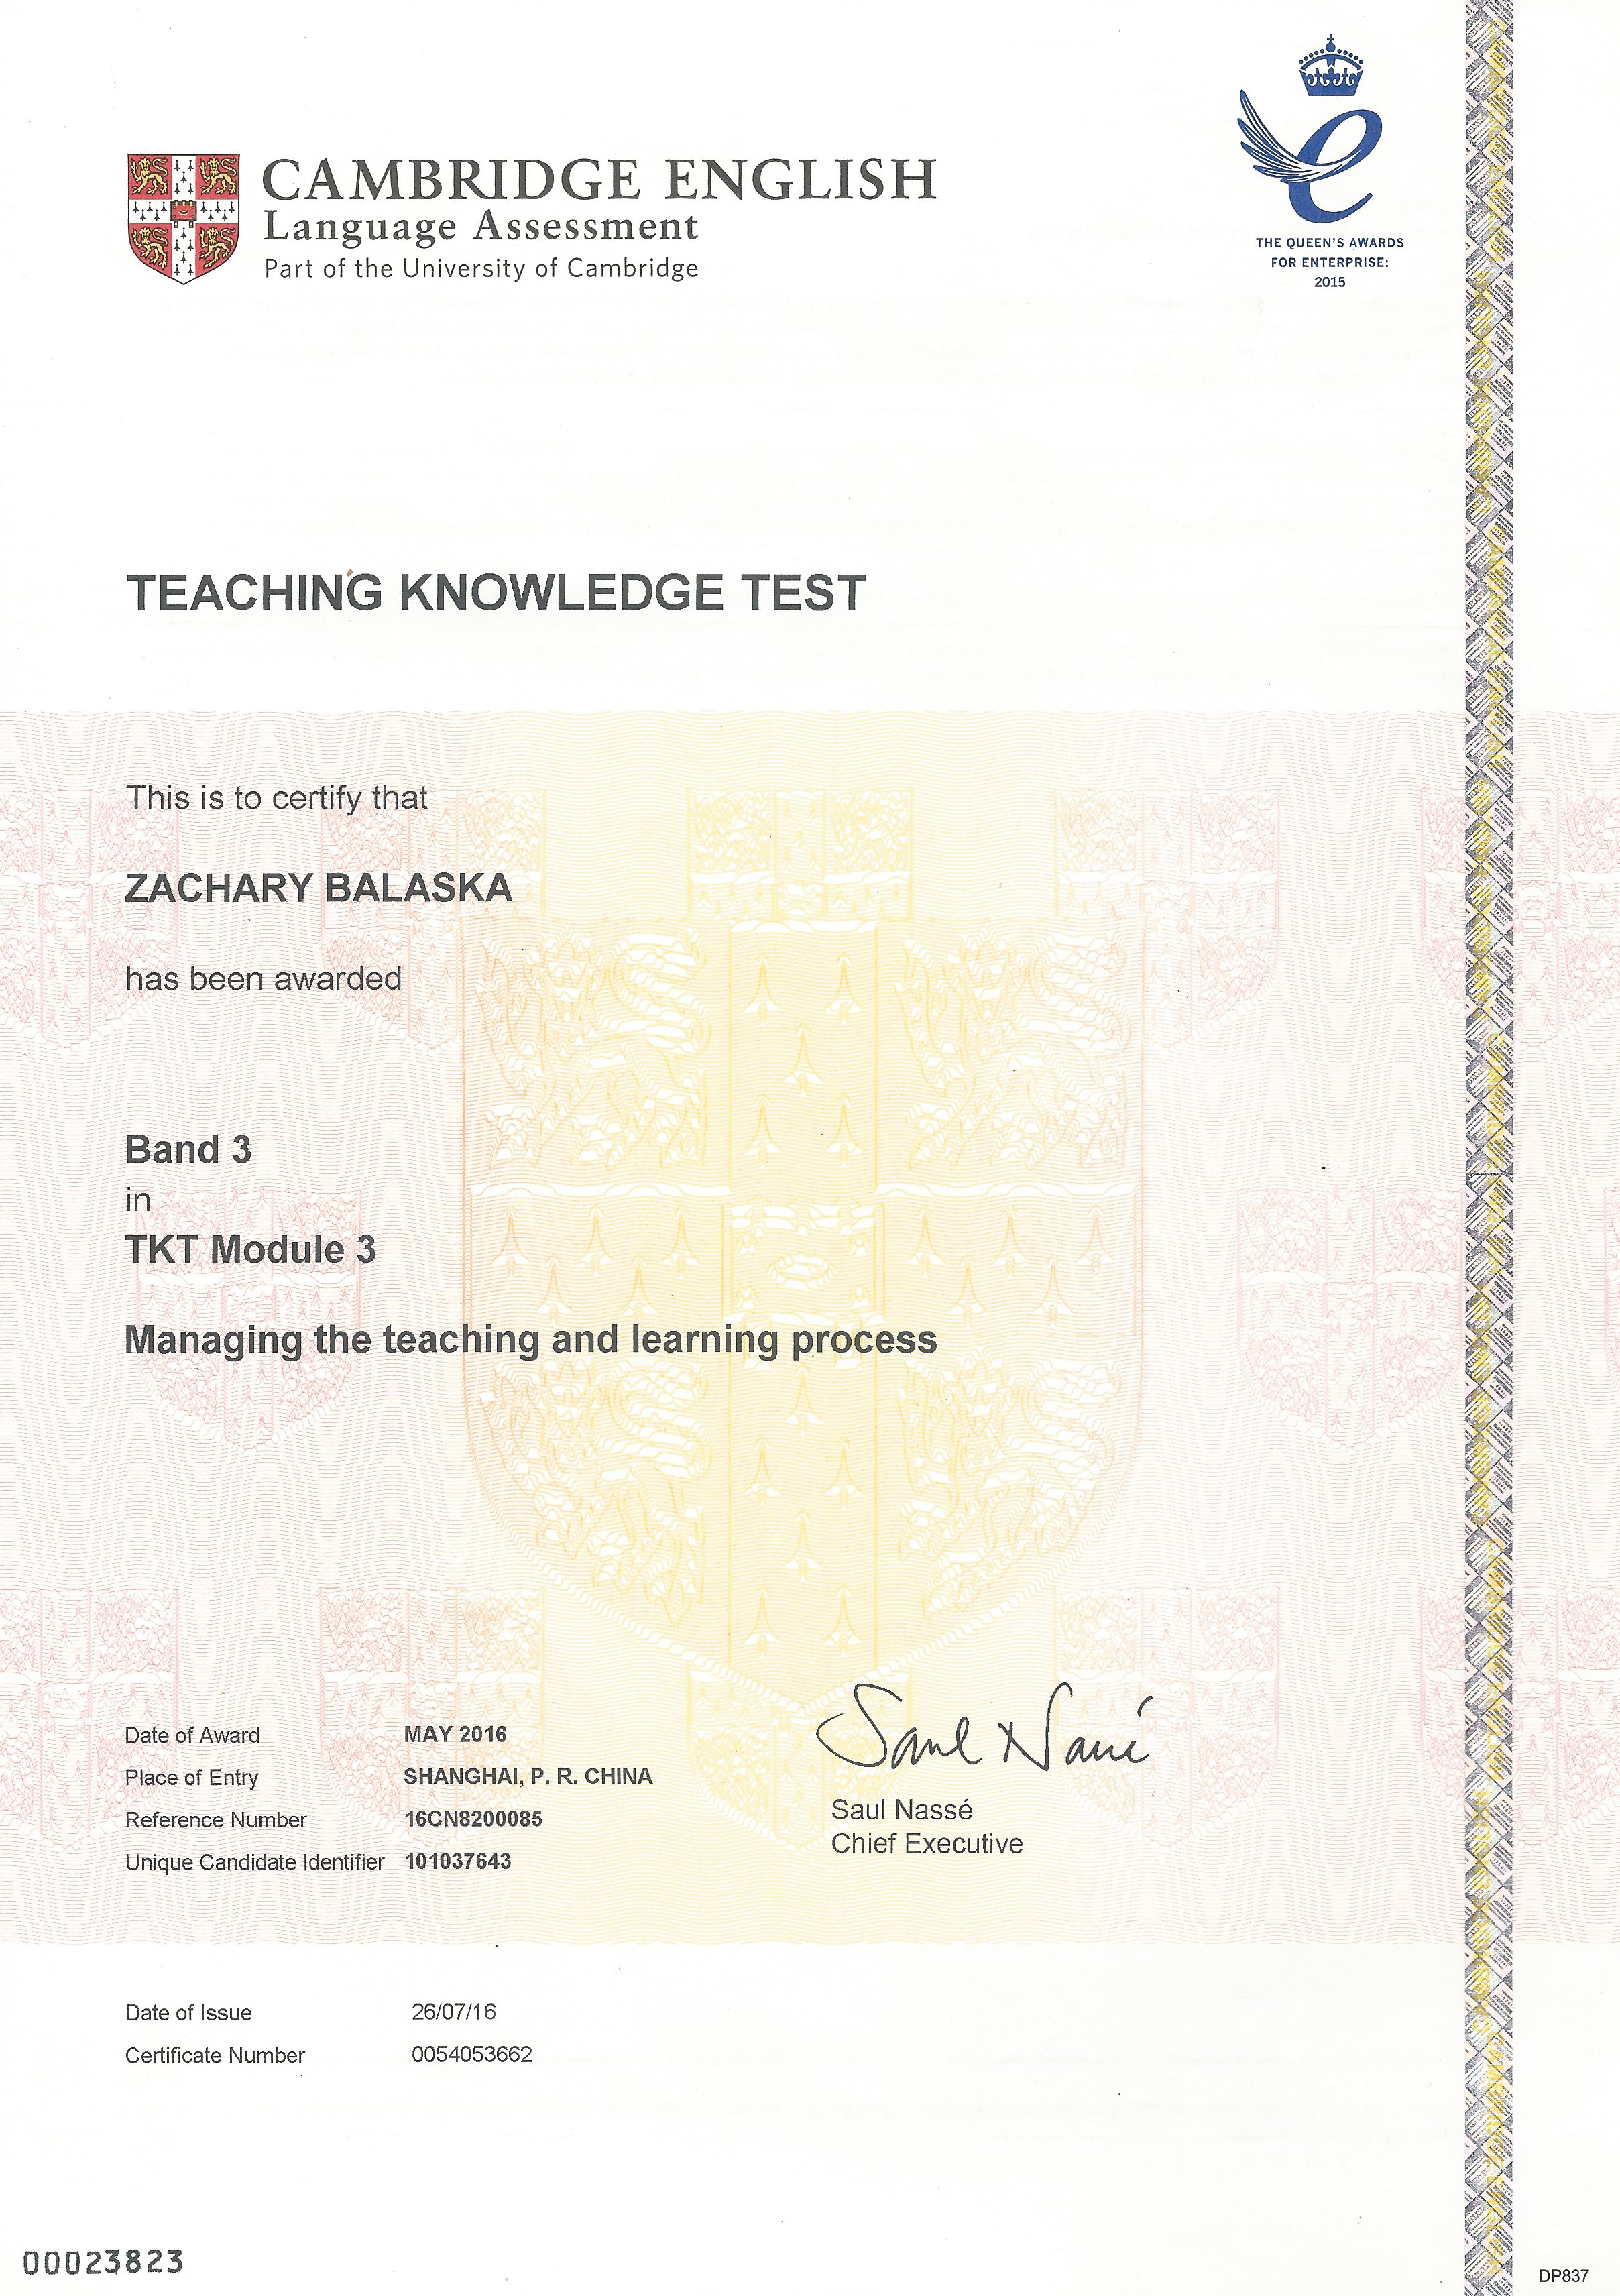 CAMBRIDGE ENGLISH
Language Assessment
Part of the University of Cambridge
THE QUEEN'S AWARDS
FOR ENTERPRISE:
2015
TEACHING KNOWLEDGE TEST
This is to certify that
ZACHARY BALASKA
has been awarded
Band 3
in
TKT Module 3
Managing the teaching and learning process
Date of Award MAY 2016
Place of Entry SHANGHAI, P. R. CHINA
Reference Number 16CN8200085
Unique Candidate Identifier 101037643
Saul Nassé
Saul Nassé
Chief Executive
Date of Issue 26/07/16
Certificate Number 0054053662
00023823
DP837